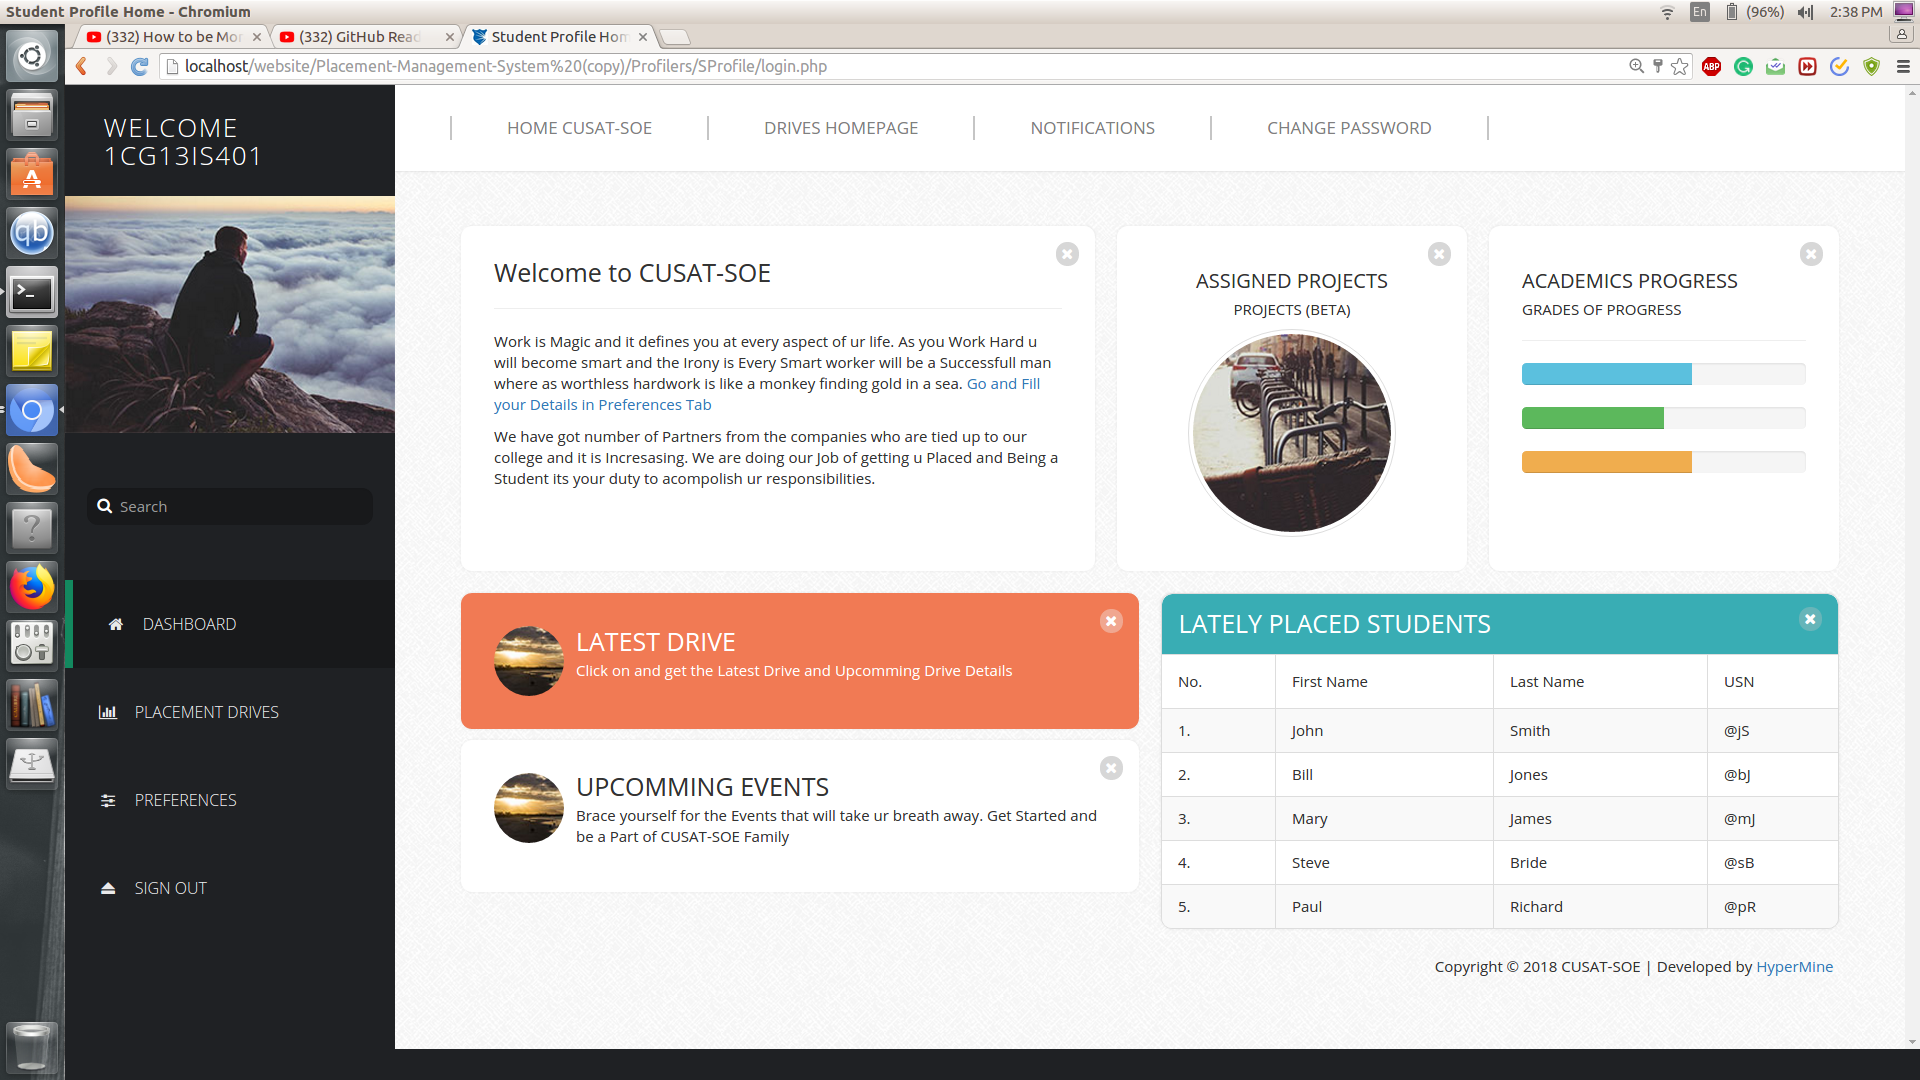 Student Profile Home - Chromium
En
(96%)
2:38 PM
(332) How to be Mor
(332) GitHub Read
Student Profile Hom
localhost/website/Placement-Management-System%20(copy)/Profilers/SProfile/login.php
ABP
WELCOME
1CG13IS401
HOME CUSAT-SOE
DRIVES HOMEPAGE
NOTIFICATIONS
CHANGE PASSWORD
qb
Search
DASHBOARD
PLACEMENT DRIVES
PREFERENCES
SIGN OUT
Welcome to CUSAT-SOE
Work is Magic and it defines you at every aspect of ur life. As you Work Hard u
will become smart and the Irony is Every Smart worker will be a Successfull man
where as worthless hardwork is like a monkey finding gold in a sea. Go and Fill
your Details in Preferences Tab
We have got number of Partners from the companies who are tied up to our
college and it is Incresasing. We are doing our Job of getting u Placed and Being a
Student its your duty to acompolish ur responsibilities.
ASSIGNED PROJECTS
PROJECTS (BETA)
ACADEMICS PROGRESS
GRADES OF PROGRESS
LATEST DRIVE
Click on and get the Latest Drive and Upcomming Drive Details
UPCOMMING EVENTS
Brace yourself for the Events that will take ur breath away. Get Started and
be a Part of CUSAT-SOE Family
LATELY PLACED STUDENTS
No. First Name Last Name USN
1. John Smith @jS
2. Bill Jones @bJ
3. Mary James @mJ
4. Steve Bride @sB
5. Paul Richard @pR
Copyright © 2018 CUSAT-SOE | Developed by HyperMine